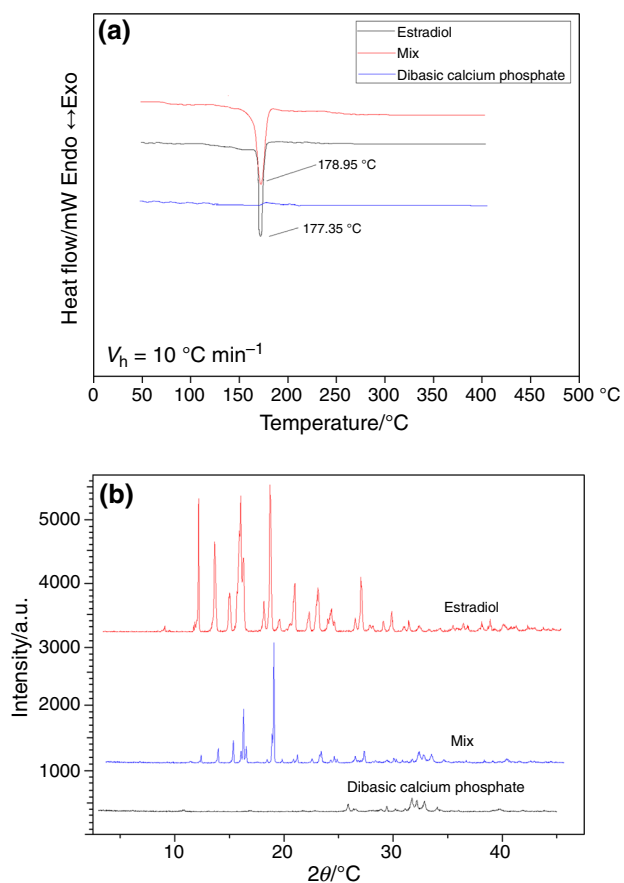 (a)
Estradiol
Mix
Dibasic calcium phosphate
Heat flow/mW Endo ↔Exo
178.95 °C
177.35 °C
Vh = 10 °C min–1
0 50 100 150 200 250 300 350 400 450 500 °C
Temperature/°C
(b)
5000
4000
3000
2000
1000
Intensity/a.u.
Estradiol
Mix
Dibasic calcium phosphate
10 20 30 40
2θ/°C